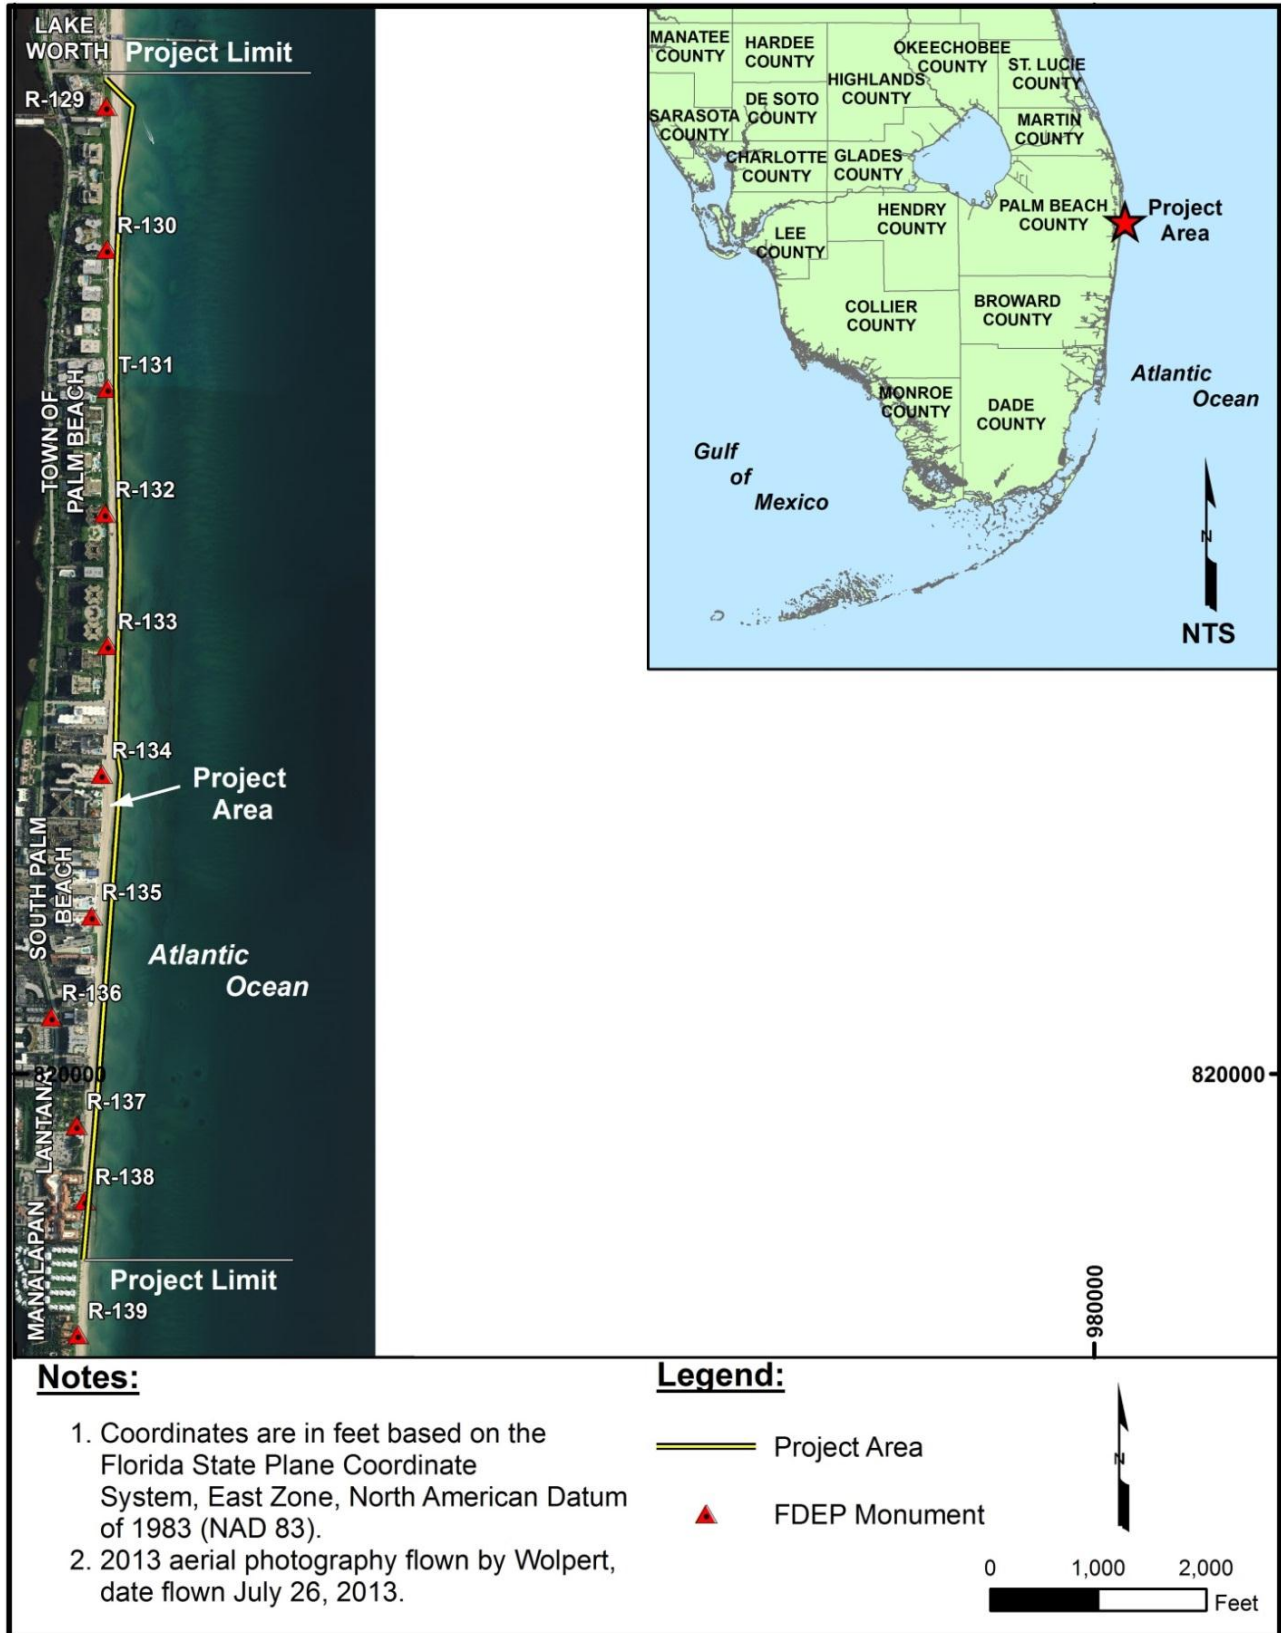 LAKE
WORTH
Project Limit
R-129
R-130
T-131
TOWN OF
PALM BEACH
R-132
R-133
R-134
Project
Area
SOUTH PALM
BEACH
R-135
Atlantic
Ocean
R-136
820000
LANTANA
R-137
R-138
MANALAPAN
Project Limit
R-139
MANATEE
COUNTY
HARDEE
COUNTY
OKEECHOBEE
COUNTY
ST. LUCIE
COUNTY
HIGHLANDS
COUNTY
DE SOTO
COUNTY
SARASOTA
COUNTY
MARTIN
COUNTY
CHARLOTTE
COUNTY
GLADES
COUNTY
HENDRY
COUNTY
PALM BEACH
COUNTY
Project
Area
LEE
COUNTY
COLLIER
COUNTY
BROWARD
COUNTY
MONROE
COUNTY
DADE
COUNTY
Atlantic
Ocean
Gulf
of
Mexico
N
NTS
820000
980000
Notes:
1. Coordinates are in feet based on the
Florida State Plane Coordinate
System, East Zone, North American Datum
of 1983 (NAD 83).
2. 2013 aerial photography flown by Wolpert,
date flown July 26, 2013.
Legend:
Project Area
FDEP Monument
N
0 1,000 2,000
Feet